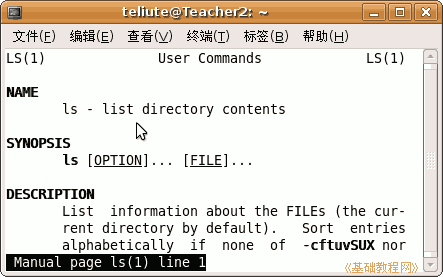 teliute@Teacher2: ~
文件(F) 编辑(E) 查看(V) 终端(T) 标签(B) 帮助(H)
LS(1) User Commands LS(1)
NAME
ls - list directory contents
SYNOPSIS
ls [OPTION]... [FILE]...
DESCRIPTION
List information about the FILEs (the cur-
rent directory by default). Sort entries
alphabetically if none of -cftuvSUX nor
Manual page ls(1) line 1
《基础教程网》